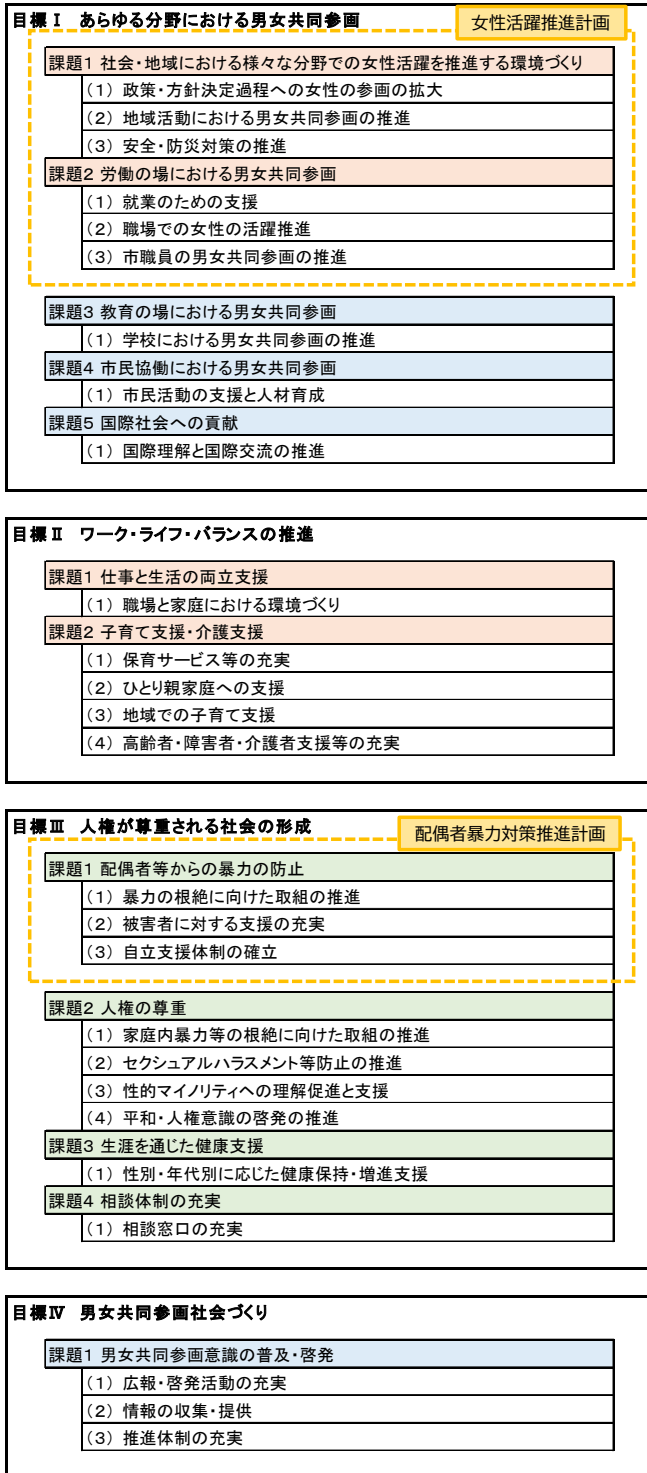 目標Ⅰ　あらゆる分野における男女共同参画
女性活躍推進計画
課題1 社会・地域における様々な分野での女性活躍を推進する環境づくり
（１）政策・方針決定過程への女性の参画の拡大
（２）地域活動における男女共同参画の推進
（３）安全・防災対策の推進
課題2 労働の場における男女共同参画
（１）就業のための支援
（２）職場での女性の活躍推進
（３）市職員の男女共同参画の推進
課題3 教育の場における男女共同参画
（１）学校における男女共同参画の推進
課題4 市民協働における男女共同参画
（１）市民活動の支援と人材育成
課題5 国際社会への貢献
（１）国際理解と国際交流の推進
目標Ⅱ　ワーク・ライフ・バランスの推進
課題1 仕事と生活の両立支援
（１）職場と家庭における環境づくり
課題2 子育て支援・介護支援
（１）保育サービス等の充実
（２）ひとり親家庭への支援
（３）地域での子育て支援
（４）高齢者・障害者・介護者支援等の充実
目標Ⅲ　人権が尊重される社会の形成
配偶者暴力対策推進計画
課題1 配偶者等からの暴力の防止
（１）暴力の根絶に向けた取組の推進
（２）被害者に対する支援の充実
（３）自立支援体制の確立
課題2 人権の尊重
（１）家庭内暴力等の根絶に向けた取組の推進
（２）セクシュアルハラスメント等防止の推進
（３）性的マイノリティへの理解促進と支援
（４）平和・人権意識の啓発の推進
課題3 生涯を通じた健康支援
（１）性別・年代別に応じた健康保持・増進支援
課題4 相談体制の充実
（１）相談窓口の充実
目標Ⅳ　男女共同参画社会づくり
課題1 男女共同参画意識の普及・啓発
（１）広報・啓発活動の充実
（２）情報の収集・提供
（３）推進体制の充実